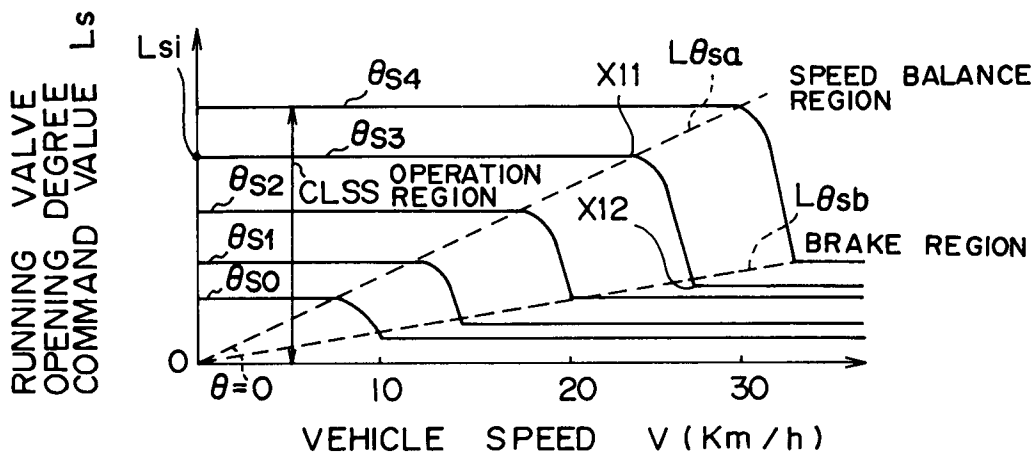 RUNNING VALVE
OPENING DEGREE
COMMAND VALUE Ls
Lsi
θS4
θS3
θS2
θS1
θS0
X11
Lθsa
SPEED BALANCE
REGION
CLSS OPERATION
REGION
X12
Lθsb
BRAKE REGION
0
θ=0
10
20
30
VEHICLE SPEED V (Km/h)